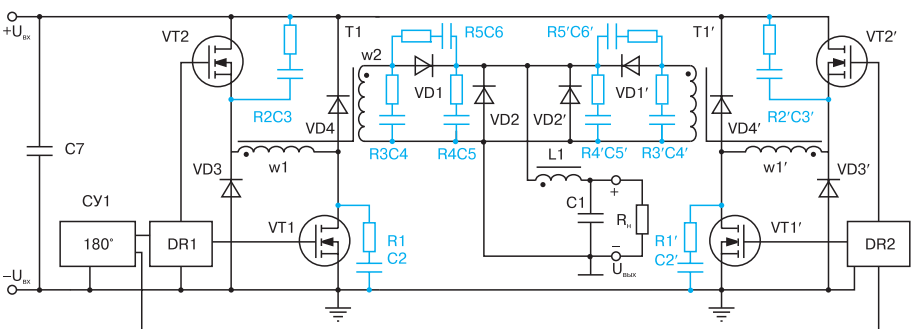 +Uвх
VT2
T1
R5C6
R5′C6′
T1′
VT2′
w2
R2C3
VD1
VD2
VD2′
VD1′
R2′C3′
VD4
VD4′
C7
R3C4
R4C5
R4′C5′
R3′C4′
VD3
w1
L1
w1′
VD3′
СУ1
180°
DR1
VT1
R1
C2
C1
+
Rн
R1′
C2′
VT1′
DR2
−
Uвых
−Uвх